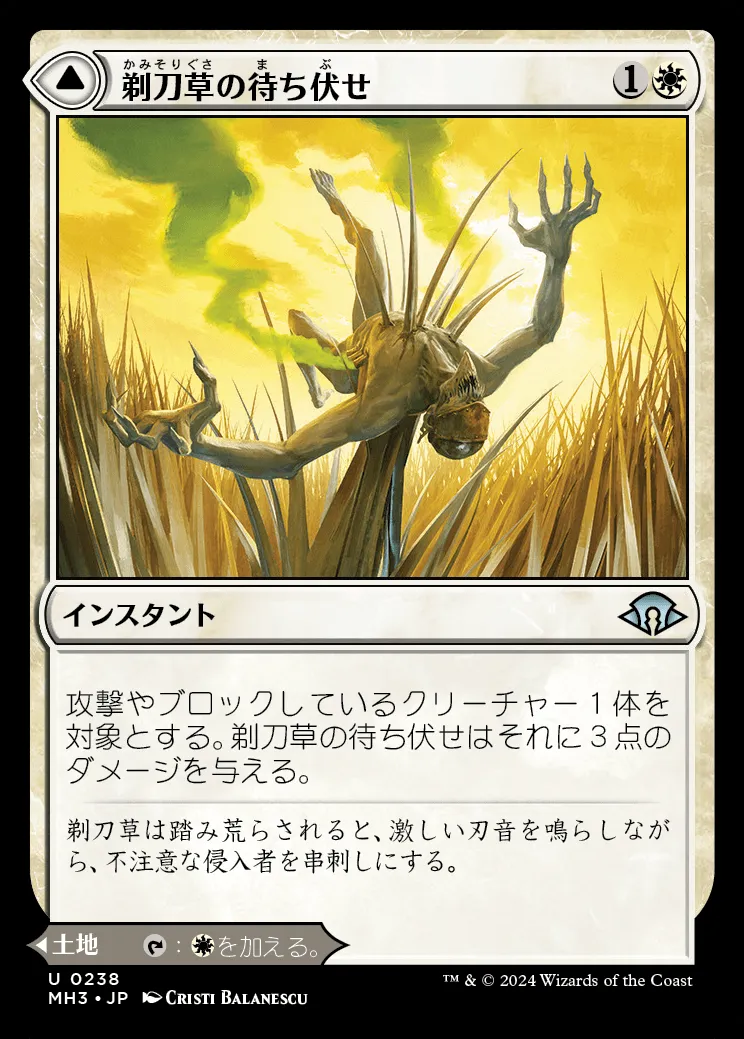 かみそりぐさ ま ぶ
剃刀草の待ち伏せ 1
インスタント
攻撃やブロックしているクリーチャー1体を
対象とする。剃刀草の待ち伏せはそれに3点の
ダメージを与える。
剃刀草は踏み荒らされると、激しい刃音を鳴らしなが
ら、不注意な侵入者を串刺しにする。
土地 : を加える。
U 0238
MH3 • JP CRISTI BALANESCU
™ & © 2024 Wizards of the Coast